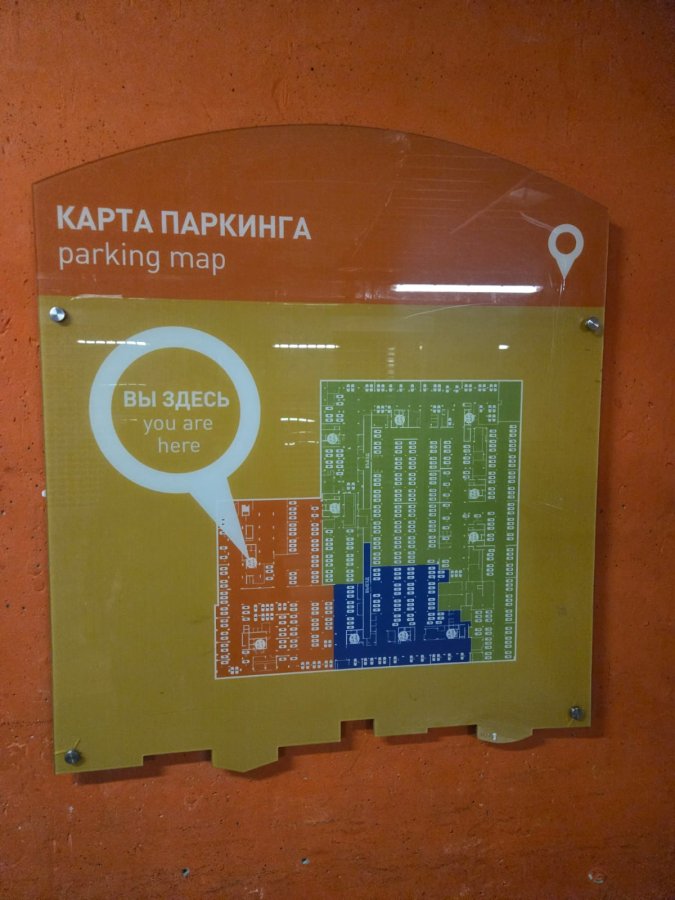 КАРТА ПАРКИНГА
parking map
ВЫ ЗДЕСЬ
you are
here